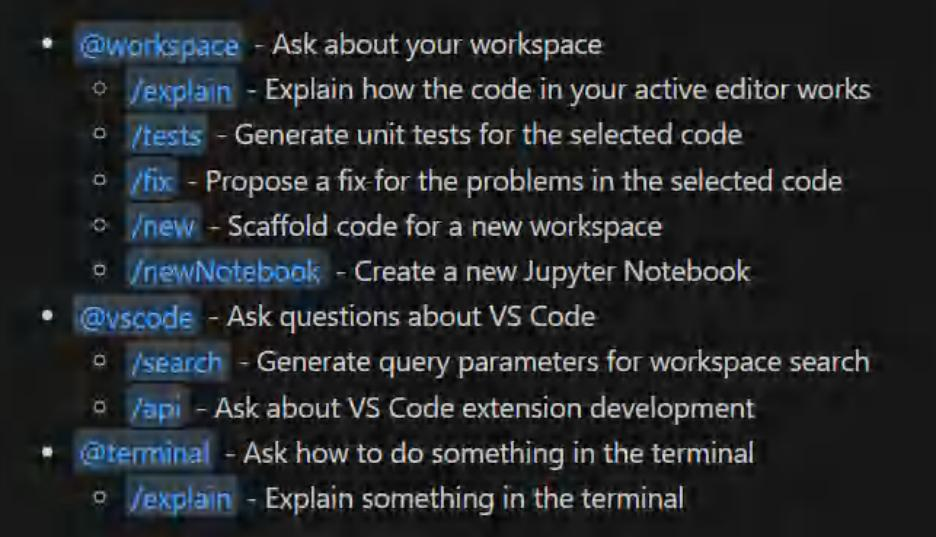 • @workspace - Ask about your workspace
○ /explain - Explain how the code in your active editor works
○ /tests - Generate unit tests for the selected code
○ /fix - Propose a fix for the problems in the selected code
○ /new - Scaffold code for a new workspace
○ /newNotebook - Create a new Jupyter Notebook
• @vscode - Ask questions about VS Code
○ /search - Generate query parameters for workspace search
○ /api - Ask about VS Code extension development
• @terminal - Ask how to do something in the terminal
○ /explain - Explain something in the terminal